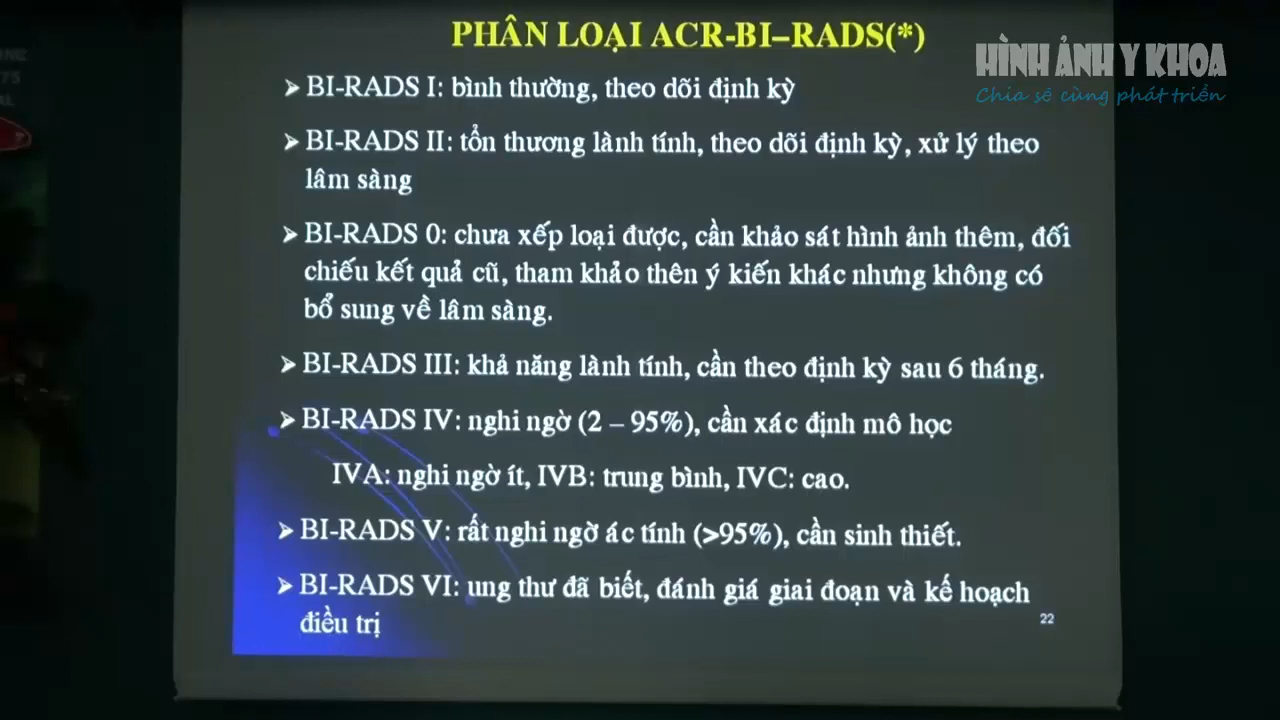 PHÂN LOẠI ACR-BI–RADS(*)
HÌNH ẢNH Y KHOA
Chia sẻ cùng phát triển
➢ BI-RADS I: bình thường, theo dõi định kỳ
➢ BI-RADS II: tổn thương lành tính, theo dõi định kỳ, xử lý theo
lâm sàng
➢ BI-RADS 0: chưa xếp loại được, cần khảo sát hình ảnh thêm, đối
chiếu kết quả cũ, tham khảo thên ý kiến khác nhưng không có
bổ sung về lâm sàng.
➢ BI-RADS III: khả năng lành tính, cần theo định kỳ sau 6 tháng.
➢ BI-RADS IV: nghi ngờ (2 – 95%), cần xác định mô học
IVA: nghi ngờ ít, IVB: trung bình, IVC: cao.
➢ BI-RADS V: rất nghi ngờ ác tính (>95%), cần sinh thiết.
➢ BI-RADS VI: ung thư đã biết, đánh giá giai đoạn và kế hoạch
điều trị
22